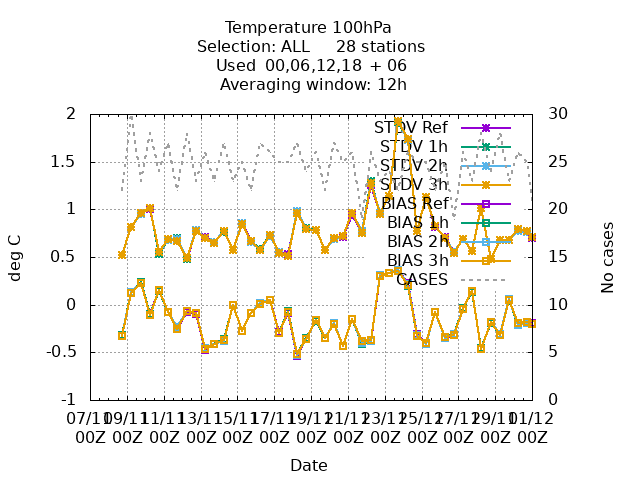 Temperature 100hPa
Selection: ALL     28 stations
Used  00,06,12,18 + 06
Averaging window: 12h
2
1.5
1
0.5
0
-0.5
-1
30
25
20
15
10
5
0
deg C
No cases
STDV Ref
STDV 1h
STDV 2h
STDV 3h
BIAS Ref
BIAS 1h
BIAS 2h
BIAS 3h
CASES
07/11 09/11 11/11 13/11 15/11 17/11 19/11 21/11 23/11 25/11 27/11 29/11 01/12
00Z 00Z 00Z 00Z 00Z 00Z 00Z 00Z 00Z 00Z 00Z 00Z 00Z
Date